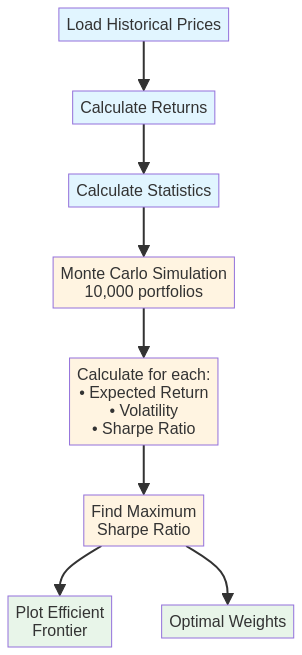 Load Historical Prices
Calculate Returns
Calculate Statistics
Monte Carlo Simulation
10,000 portfolios
Calculate for each:
• Expected Return
• Volatility
• Sharpe Ratio
Find Maximum
Sharpe Ratio
Plot Efficient
Frontier
Optimal Weights